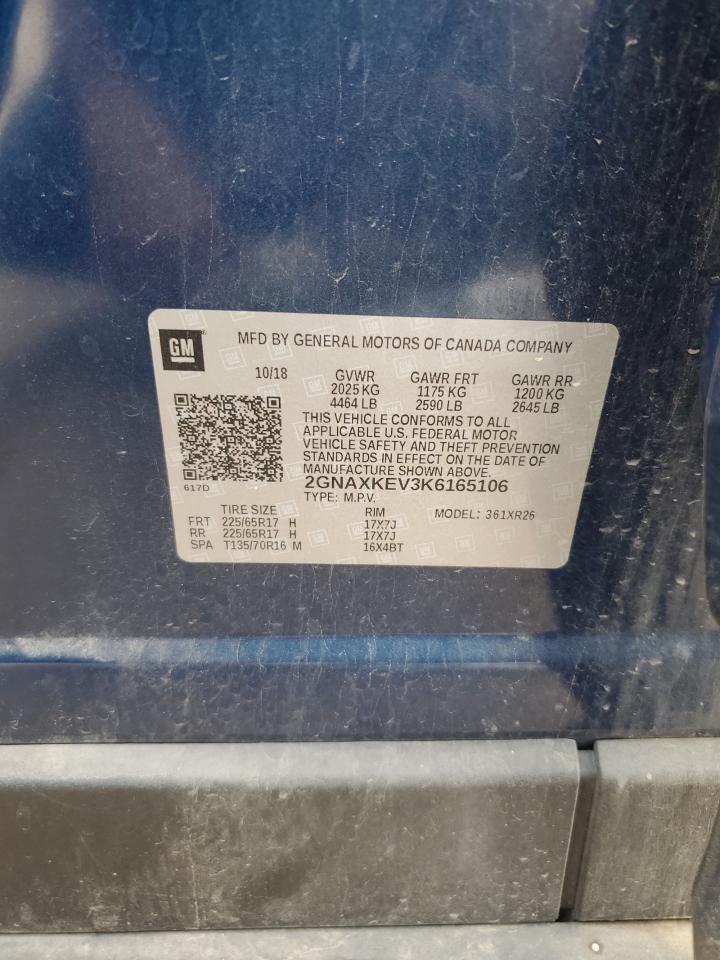 GM
MFD BY GENERAL MOTORS OF CANADA COMPANY
10/18 GVWR GAWR FRT GAWR RR
2025 KG 1175 KG 1200 KG
4464 LB 2590 LB 2645 LB
THIS VEHICLE CONFORMS TO ALL
APPLICABLE U.S. FEDERAL MOTOR
VEHICLE SAFETY AND THEFT PREVENTION
STANDARDS IN EFFECT ON THE DATE OF
MANUFACTURE SHOWN ABOVE.
617D 2GNAXKEV3K6165106
TYPE: M.P.V.
TIRE SIZE RIM MODEL: 361XR26
FRT 225/65R17 H 17X7J
RR 225/65R17 H 17X7J
SPA T135/70R16 M 16X4BT